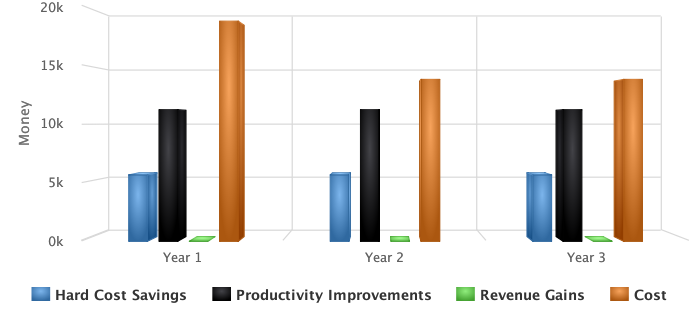 20k
15k
10k
5k
0k
Money
Year 1 Year 2 Year 3
Hard Cost Savings Productivity Improvements Revenue Gains Cost